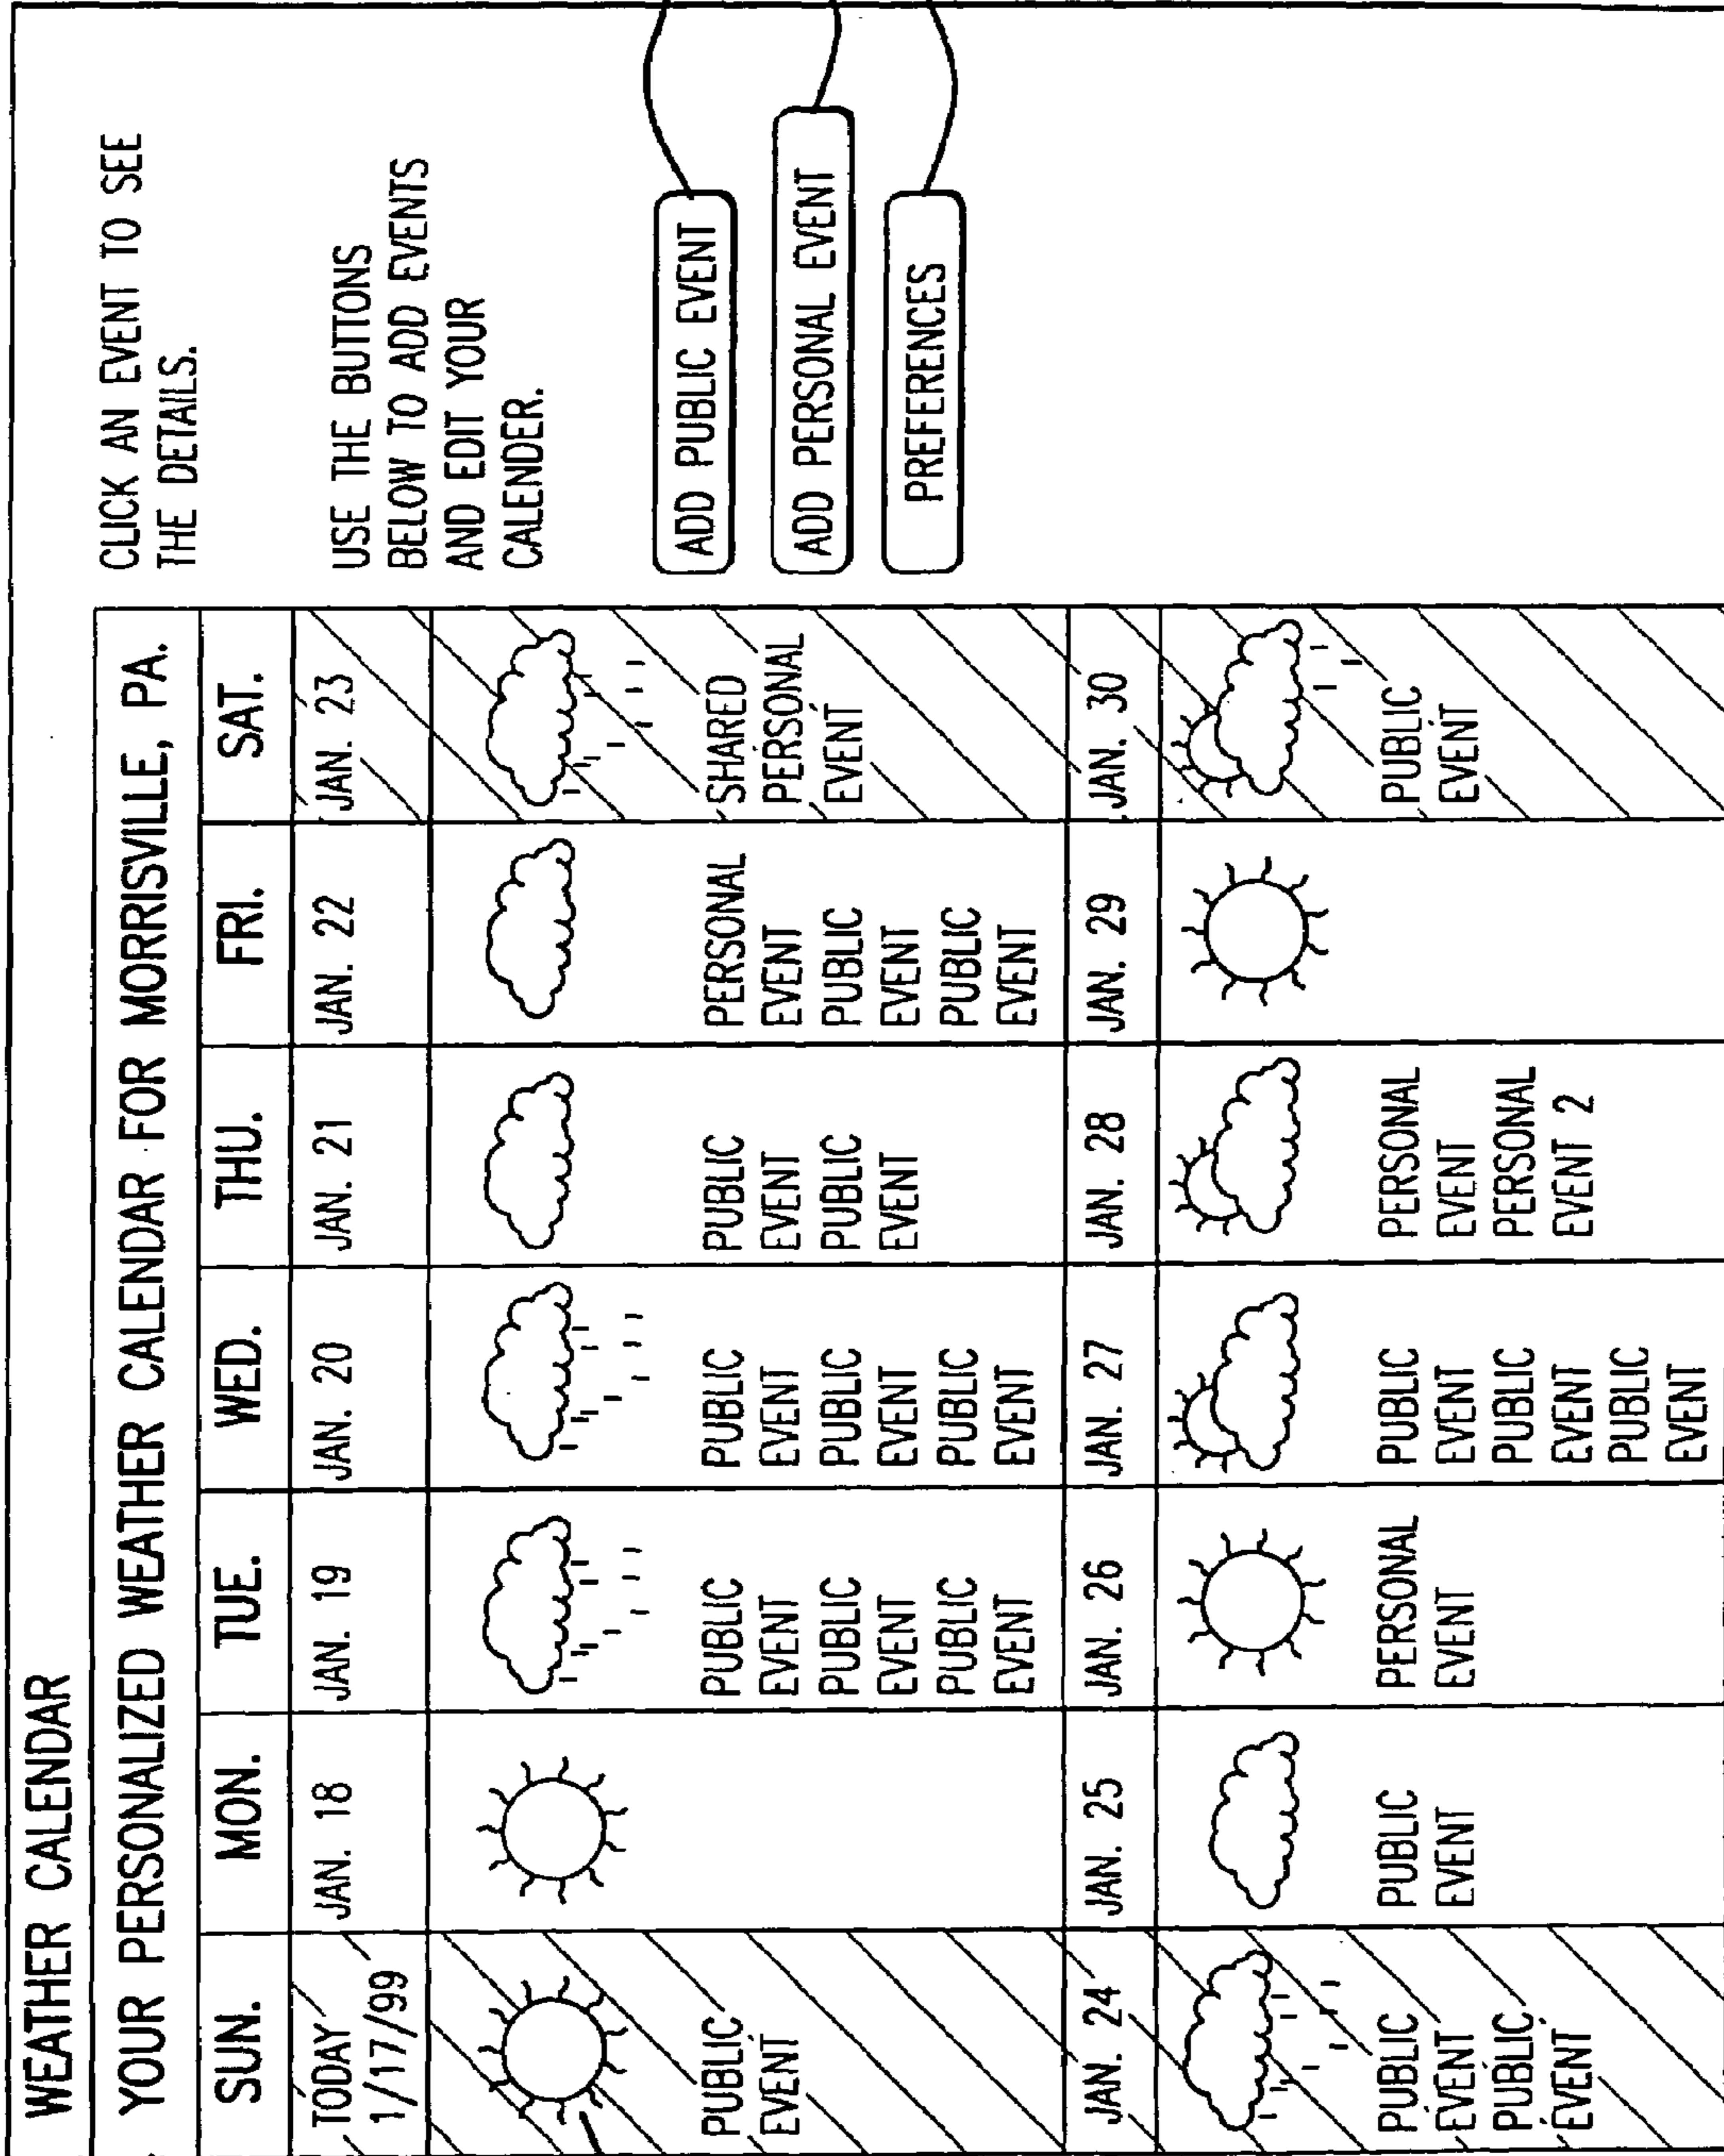 WEATHER CALENDAR
YOUR PERSONALIZED WEATHER CALENDAR FOR MORRISVILLE, PA.
SUN.
MON.
TUE.
WED.
THU.
FRI.
SAT.
TODAY
1/17/99
JAN. 18
JAN. 19
JAN. 20
JAN. 21
JAN. 22
JAN. 23
PUBLIC
EVENT
PUBLIC
EVENT
PUBLIC
EVENT
PUBLIC
EVENT
PUBLIC
EVENT
PUBLIC
EVENT
PUBLIC
EVENT
PUBLIC
EVENT
PUBLIC
EVENT
PERSONAL
EVENT
PUBLIC
EVENT
PUBLIC
EVENT
SHARED
PERSONAL
EVENT
JAN. 24
JAN. 25
JAN. 26
JAN. 27
JAN. 28
JAN. 29
JAN. 30
PUBLIC
EVENT
PUBLIC
EVENT
PUBLIC
EVENT
PERSONAL
EVENT
PUBLIC
EVENT
PUBLIC
EVENT
PUBLIC
EVENT
PERSONAL
EVENT
PERSONAL
EVENT 2
PUBLIC
EVENT
CLICK AN EVENT TO SEE
THE DETAILS.
USE THE BUTTONS
BELOW TO ADD EVENTS
AND EDIT YOUR
CALENDER.
ADD PUBLIC EVENT
ADD PERSONAL EVENT
PREFERENCES